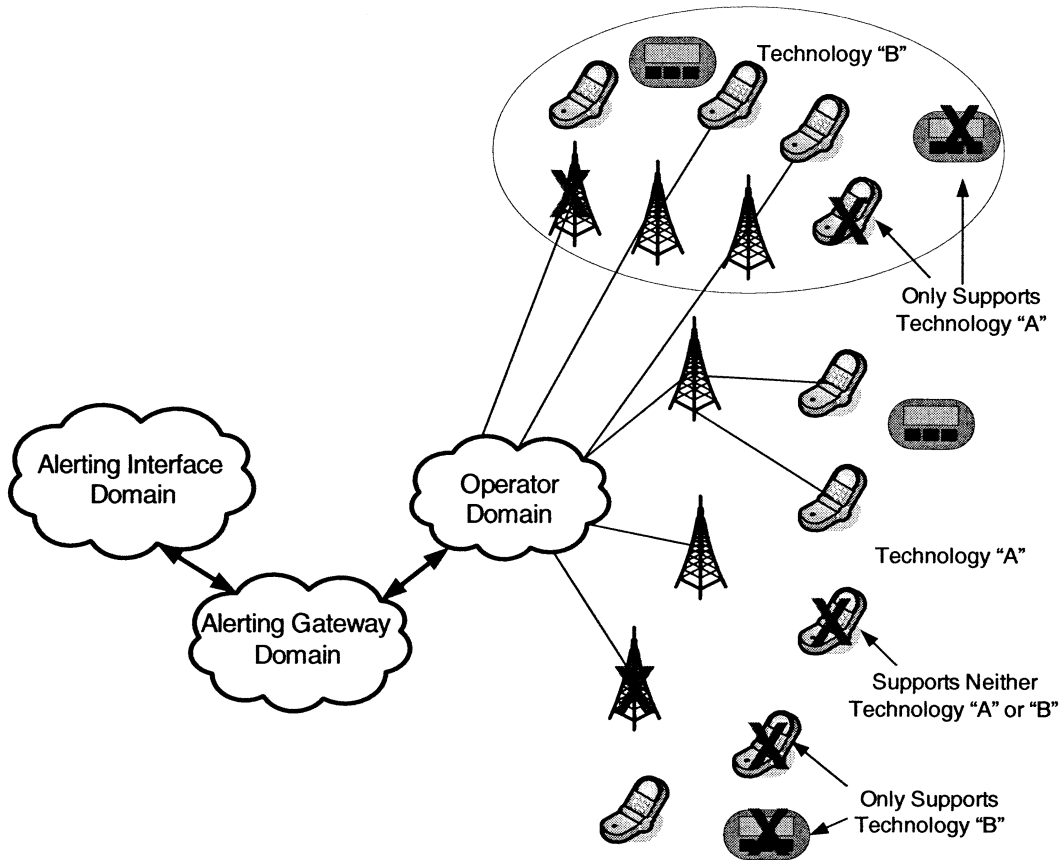 Technology “B”
Only Supports
Technology “A”
Alerting Interface
Domain
Operator
Domain
Technology “A”
Alerting Gateway
Domain
Supports Neither
Technology “A” or “B”
Only Supports
Technology “B”